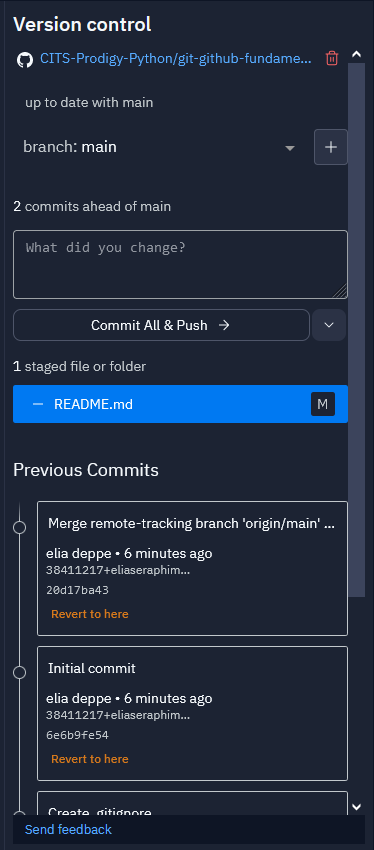 Version control
CITS-Prodigy-Python/git-github-fundame...
up to date with main
branch: main
2 commits ahead of main
What did you change?
Commit All & Push →
1 staged file or folder
README.md M
Previous Commits
Merge remote-tracking branch 'origin/main' ...
elia deppe • 6 minutes ago
38411217+eliaseraphim...
20d17ba43
Revert to here
Initial commit
elia deppe • 6 minutes ago
38411217+eliaseraphim...
6e6b9fe54
Revert to here
Create .gitignore
Send feedback